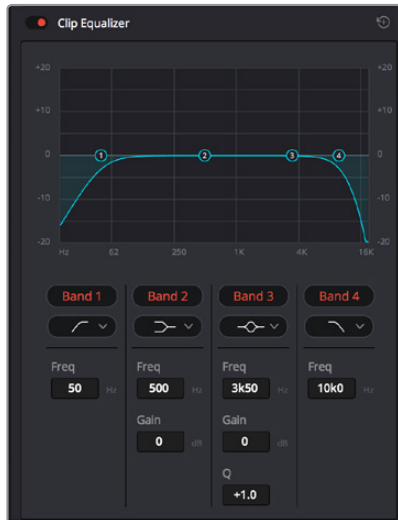 Clip Equalizer
+20 +20
+10 +10
0 1 2 3 4 0
-10 -10
-20 -20
Hz 62 250 1K 4K 16K
Band 1 Band 2 Band 3 Band 4
Freq Freq Freq Freq
50 Hz 500 Hz 3k50 Hz 10k0 Hz
Gain Gain
0 dB 0 dB
Q
+1.0